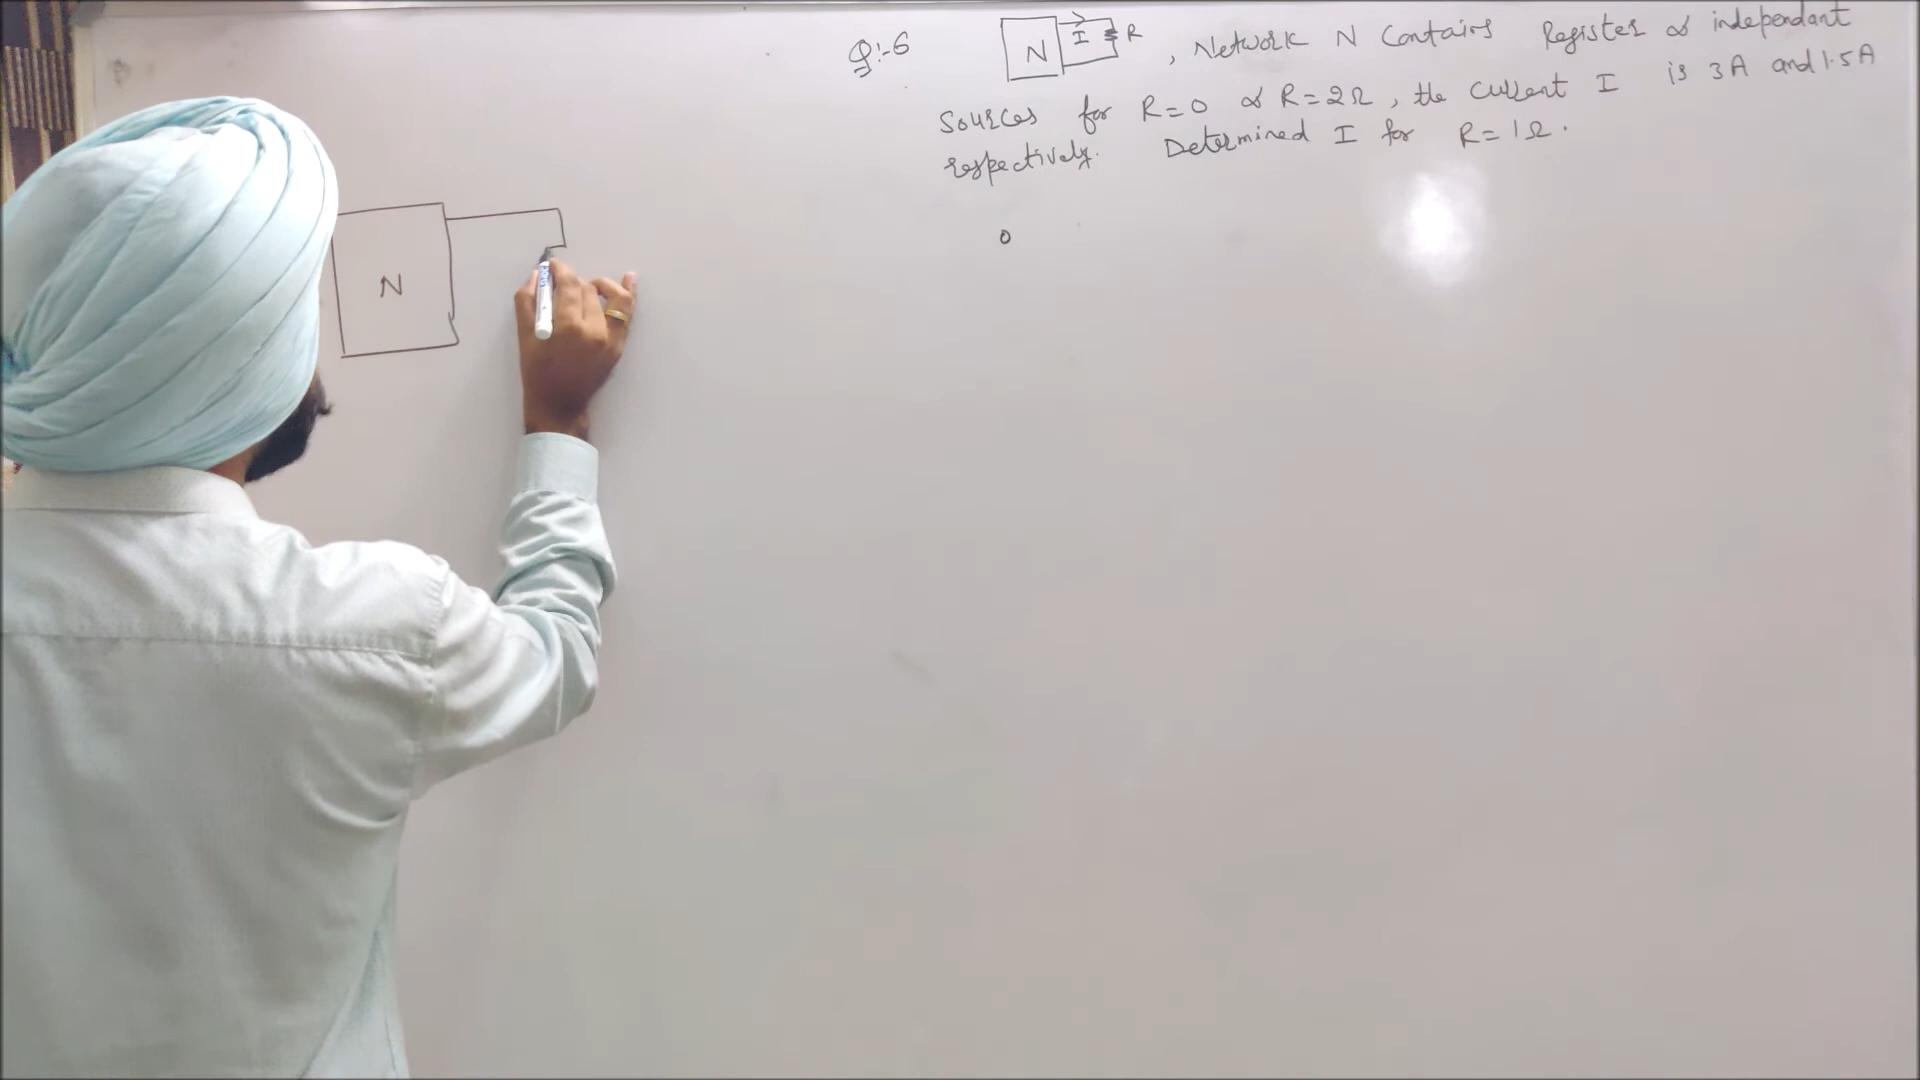 Q:-6
N I R , Network N Contains Register & independant
Sources for R=0 & R=2Ω, the current I is 3A and 1.5A
respectively. Determined I for R=1Ω.
N